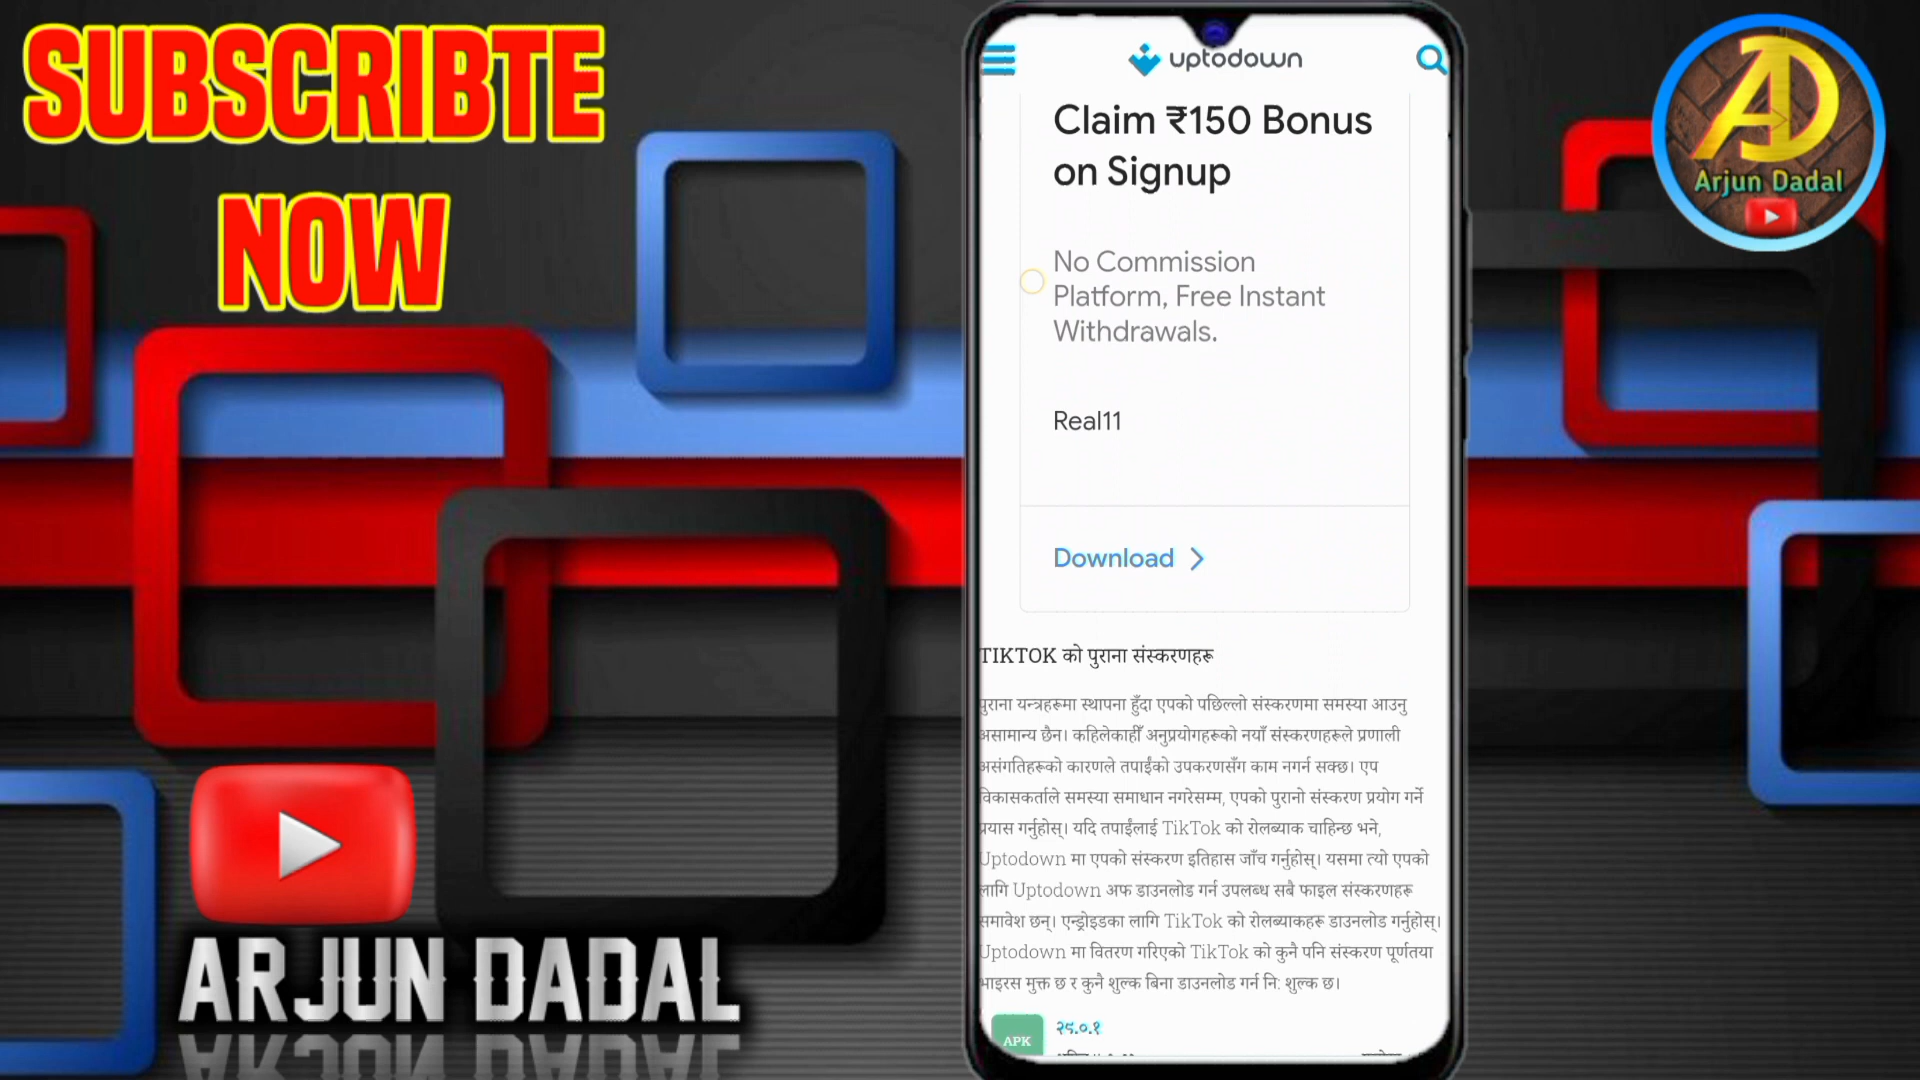 SUBSCRIBTE
NOW
ARJUN DADAL
uptodown
Claim ₹150 Bonus
on Signup
No Commission
Platform, Free Instant
Withdrawals.
Real11
Download
TIKTOK को पुराना संस्करणहरू
पुराना यन्त्रहरूमा स्थापना हुँदा एपको पछिल्लो संस्करणमा समस्या आउनु
असामान्य छैन। कहिलेकाहीँ अनुप्रयोगहरूको नयाँ संस्करणहरूले प्रणाली
असंगतिहरूको कारणले तपाईंको उपकरणसँग काम नगर्न सक्छ। एप
विकासकर्ताले समस्या समाधान नगरेसम्म, एपको पुरानो संस्करण प्रयोग गर्ने
प्रयास गर्नुहोस्। यदि तपाईंलाई TikTok को रोलब्याक चाहिन्छ भने,
Uptodown मा एपको संस्करण इतिहास जाँच गर्नुहोस्। यसमा त्यो एपको
लागि Uptodown अफ डाउनलोड गर्न उपलब्ध सबै फाइल संस्करणहरू
समावेश छन्। एन्ड्रोइडका लागि TikTok को रोलब्याकहरू डाउनलोड गर्नुहोस्।
Uptodown मा वितरण गरिएको TikTok को कुनै पनि संस्करण पूर्णतया
भाइरस मुक्त छ र कुनै शुल्क बिना डाउनलोड गर्न नि: शुल्क छ।
APK
२८.०.१
AD
Arjun Dadal